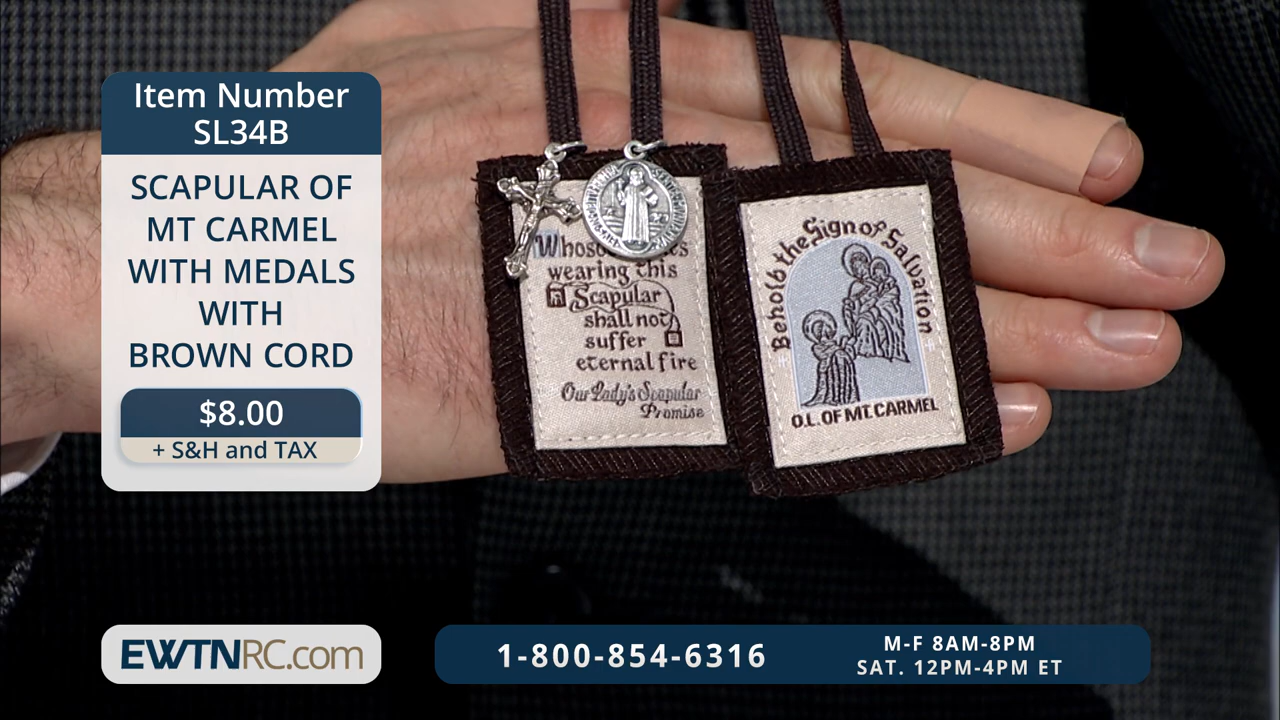 Item Number
SL34B
SCAPULAR OF
MT CARMEL
WITH MEDALS
WITH
BROWN CORD
$8.00
+ S&H and TAX
wearing this
Scapular
shall not
suffer
eternal fire
Our Lady's Scapular
Promise
Behold the Sign of Salvation
O.L. OF MT. CARMEL
EWTNRC.com
1-800-854-6316
M-F 8AM-8PM
SAT. 12PM-4PM ET